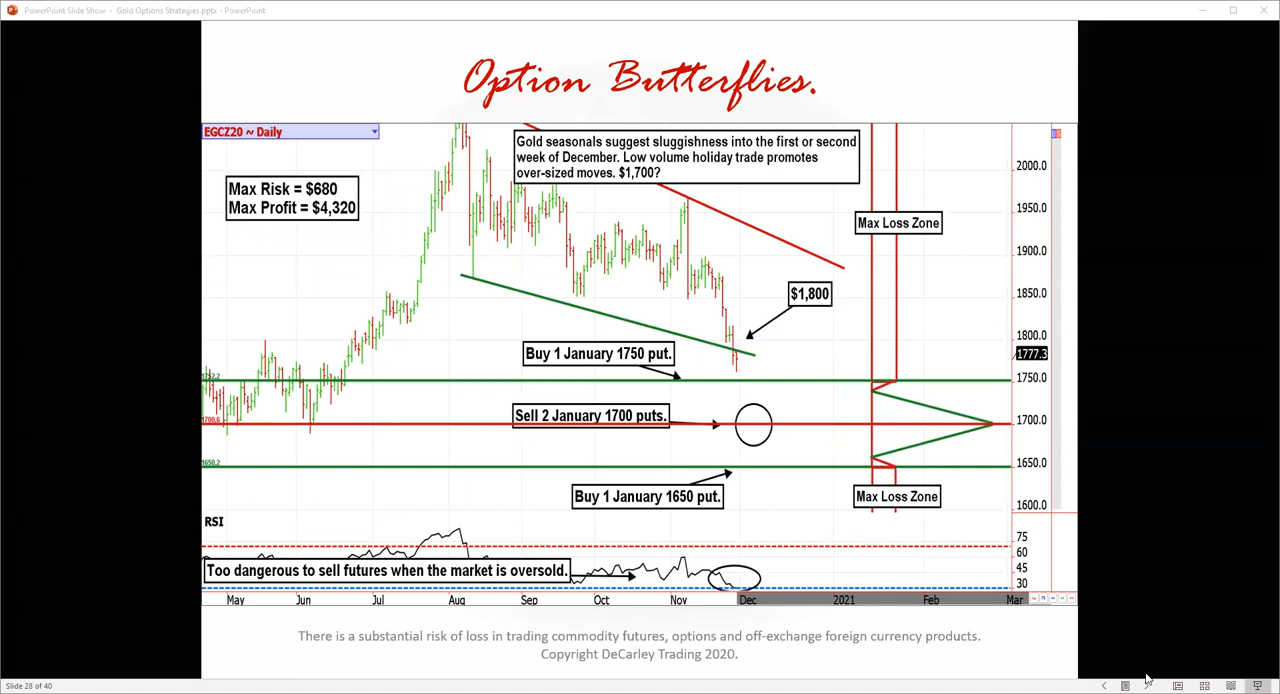 PowerPoint Slide Show - Gold Options Strategies.pptx - PowerPoint
Option Butterflies.
EGCZ20 ~ Daily
Gold seasonals suggest sluggishness into the first or second
week of December. Low volume holiday trade promotes
over-sized moves. $1,700?
Max Risk = $680
Max Profit = $4,320
2000.0
1950.0
1900.0
1850.0
1800.0
1777.3
1750.0
1700.0
1650.0
1600.0
Max Loss Zone
$1,800
Buy 1 January 1750 put.
1752.2
Sell 2 January 1700 puts.
1700.6
1650.2
Buy 1 January 1650 put.
Max Loss Zone
RSI
75
60
45
30
Too dangerous to sell futures when the market is oversold.
May Jun Jul Aug Sep Oct Nov Dec 2021 Feb Mar
There is a substantial risk of loss in trading commodity futures, options and off-exchange foreign currency products.
Copyright DeCarley Trading 2020.
Slide 28 of 40